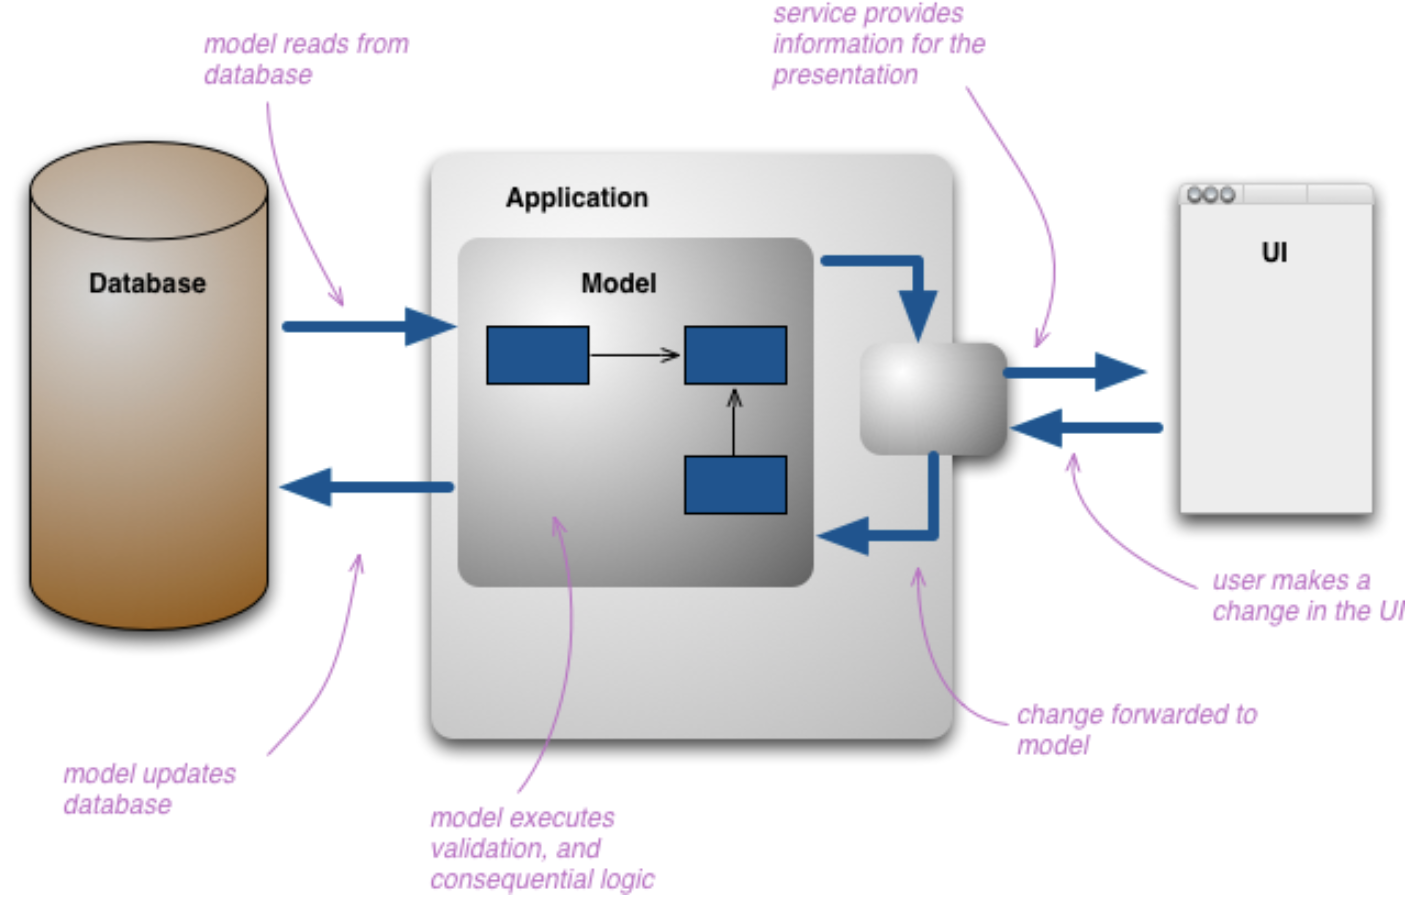 service provides
information for the
presentation
model reads from
database
Application
UI
Database
Model
user makes a
change in the UI
change forwarded to
model
model updates
database
model executes
validation, and
consequential logic